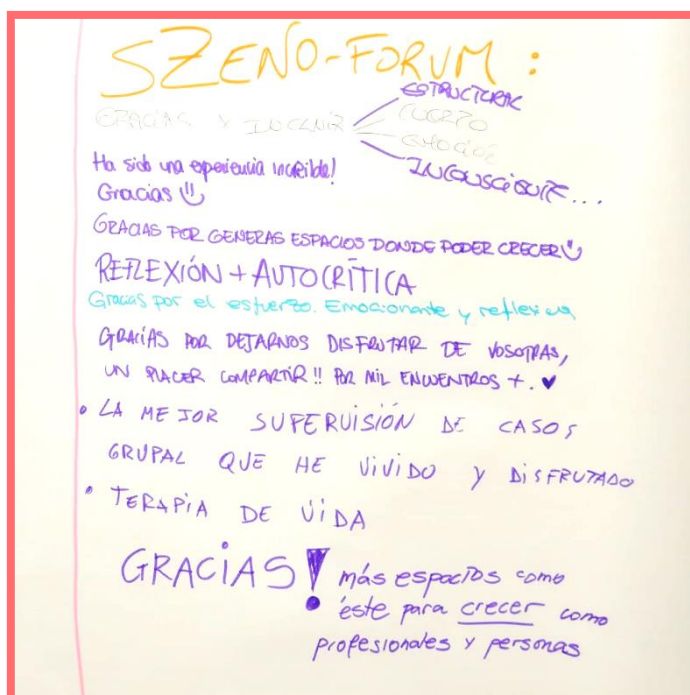 SZENO-FORUM:
GRACIAS Y INCLUIR
ESTRUCTURAL
CUERPO
EMOCIÓN
INCONSCIENTE...
Ha sido una experiencia increíble!
Gracias
GRACIAS POR GENERAS ESPACIOS DONDE PODER CRECER
REFLEXIÓN + AUTOCRÍTICA
Gracias por el esfuerzo. Emocionante y reflexiva
GRACIAS POR DEJARNOS DISFRUTAR DE VOSOTRAS,
UN PLACER COMPARTIR!! POR MIL ENCUENTROS +. ♥
• LA MEJOR SUPERVISIÓN DE CASOS
GRUPAL QUE HE VIVIDO Y DISFRUTADO
• TERAPIA DE VIDA
GRACIAS! más espacios como
éste para crecer como
profesionales y personas